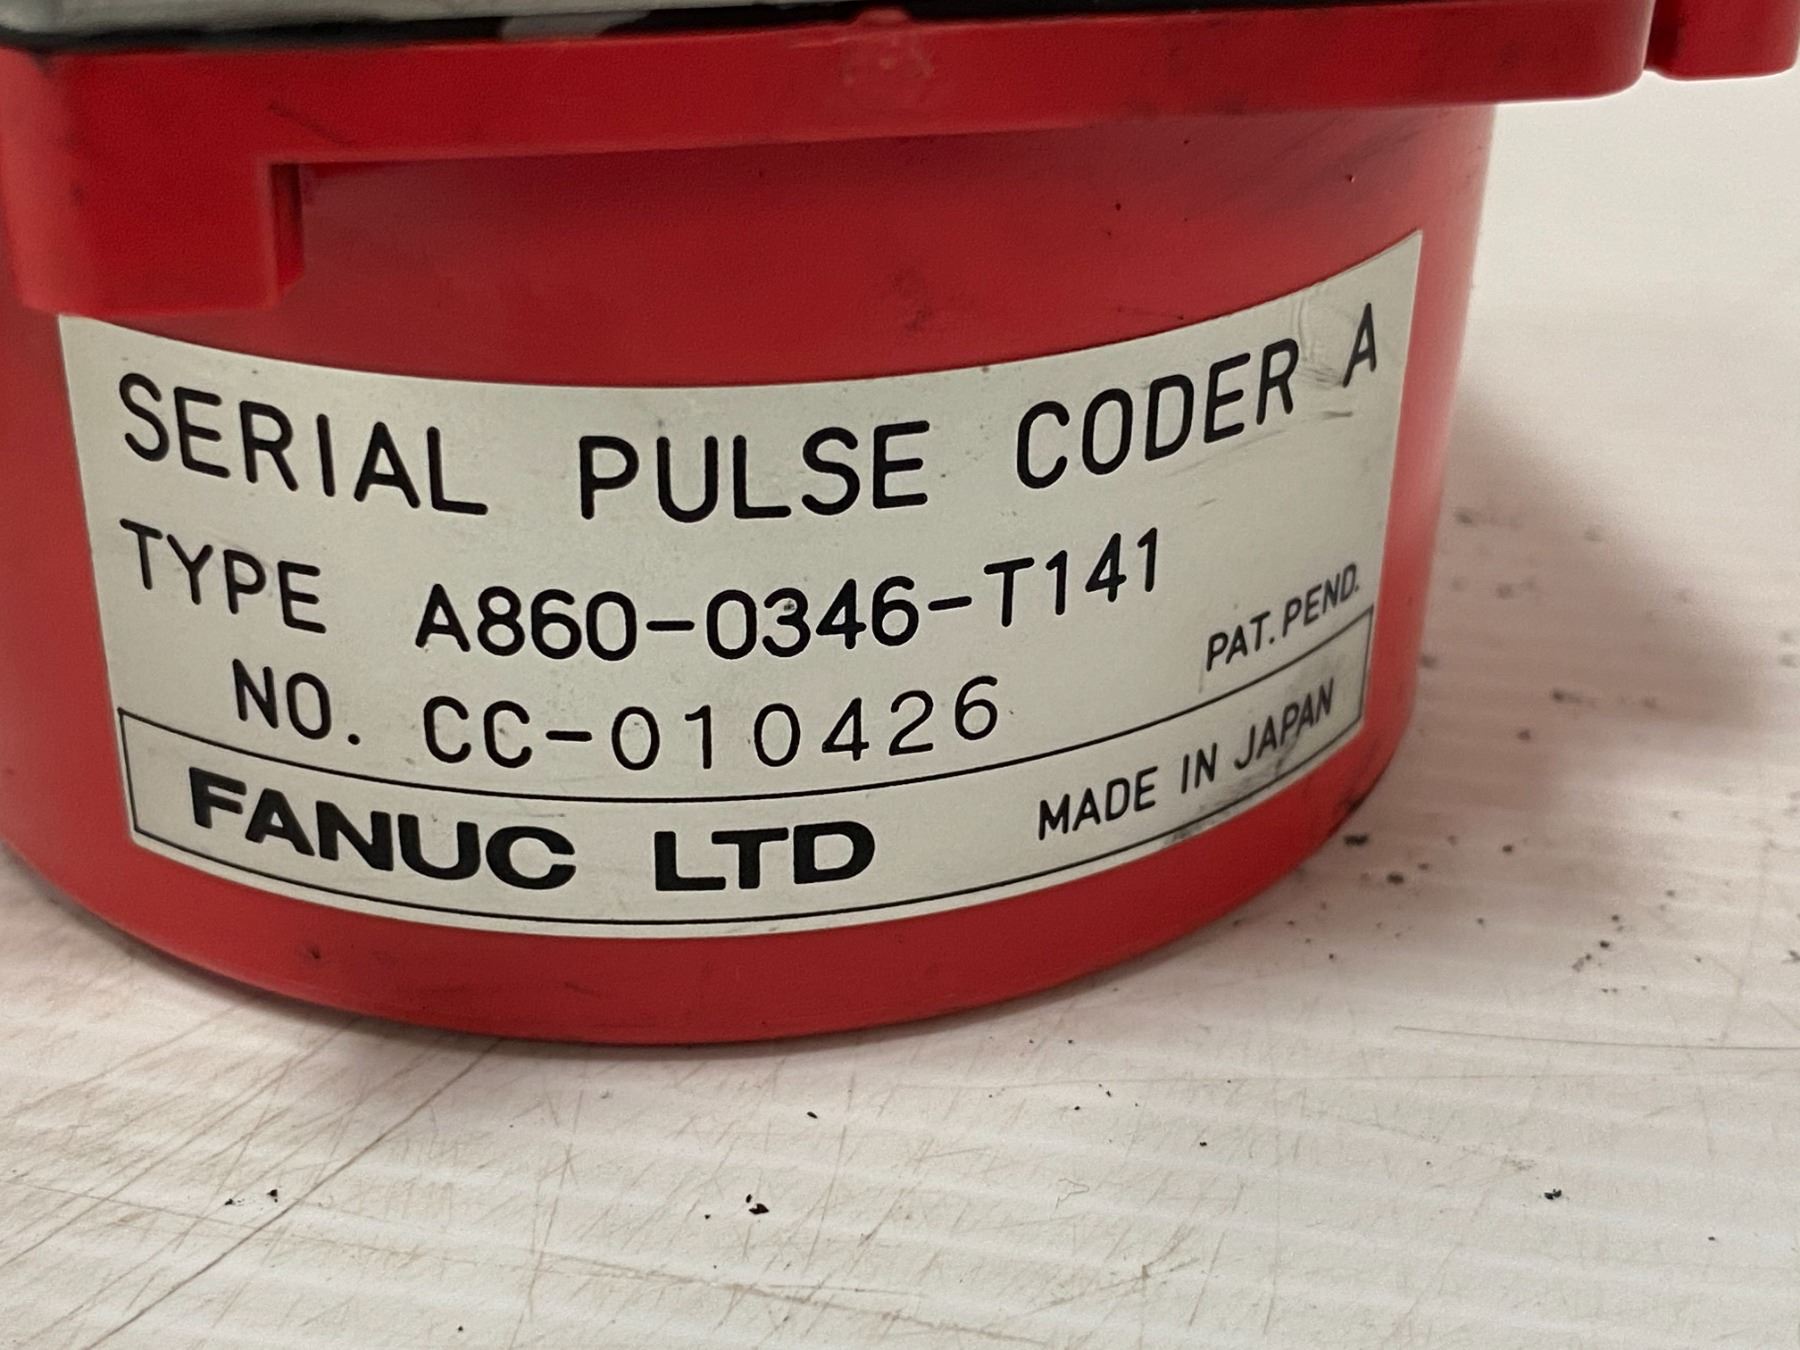 SERIAL PULSE CODER A
TYPE A860-0346-T141
NO. CC-010426
PAT. PEND.
FANUC LTD MADE IN JAPAN